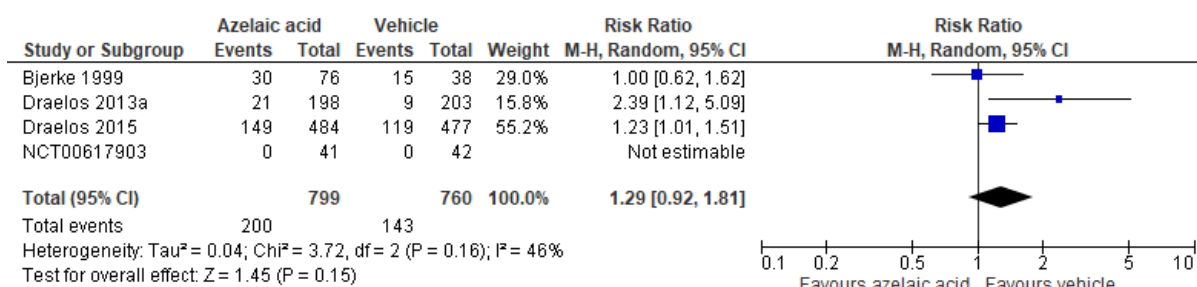 Azelaic acid Vehicle Risk Ratio Risk Ratio
Study or Subgroup Events Total Events Total Weight M-H, Random, 95% CI M-H, Random, 95% CI
Bjerke 1999 30 76 15 38 29.0% 1.00 [0.62, 1.62]
Draelos 2013a 21 198 9 203 15.8% 2.39 [1.12, 5.09]
Draelos 2015 149 484 119 477 55.2% 1.23 [1.01, 1.51]
NCT00617903 0 41 0 42 Not estimable
Total (95% CI) 799 760 100.0% 1.29 [0.92, 1.81]
Total events 200 143
Heterogeneity: Tau² = 0.04; Chi² = 3.72, df = 2 (P = 0.16); I² = 46%
Test for overall effect: Z = 1.45 (P = 0.15)
0.1 0.2 0.5 1 2 5 10
Favours azelaic acid Favours vehicle